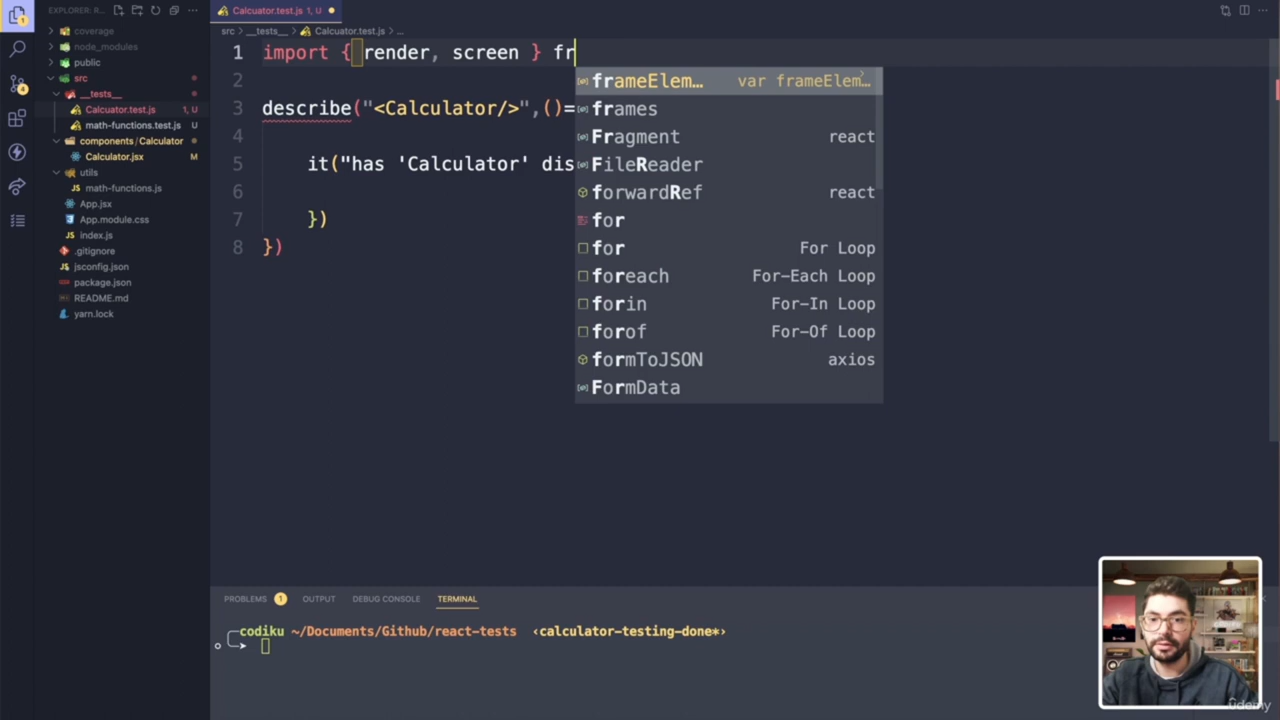 EXPLORER: R...
coverage
node_modules
public
src
__tests__
Calcuator.test.js 1, U
math-functions.test.js U
components/Calculator
Calculator.jsx M
utils
math-functions.js
App.jsx
App.module.css
index.js
.gitignore
jsconfig.json
package.json
README.md
yarn.lock
1
4
Calcuator.test.js 1, U
src > __tests__ > Calcuator.test.js > ...
1 import { render, screen } fr
2
3 describe("<Calculator/>",()=
4
5 it("has 'Calculator' dis
6
7 })
8 })
frameElem... var frameElem...
frames
Fragment react
FileReader
forwardRef react
for
for For Loop
foreach For-Each Loop
forin For-In Loop
forof For-Of Loop
formToJSON axios
FormData
PROBLEMS 1 OUTPUT DEBUG CONSOLE TERMINAL
codiku ~/Documents/Github/react-tests ‹calculator-testing-done*›
udemy